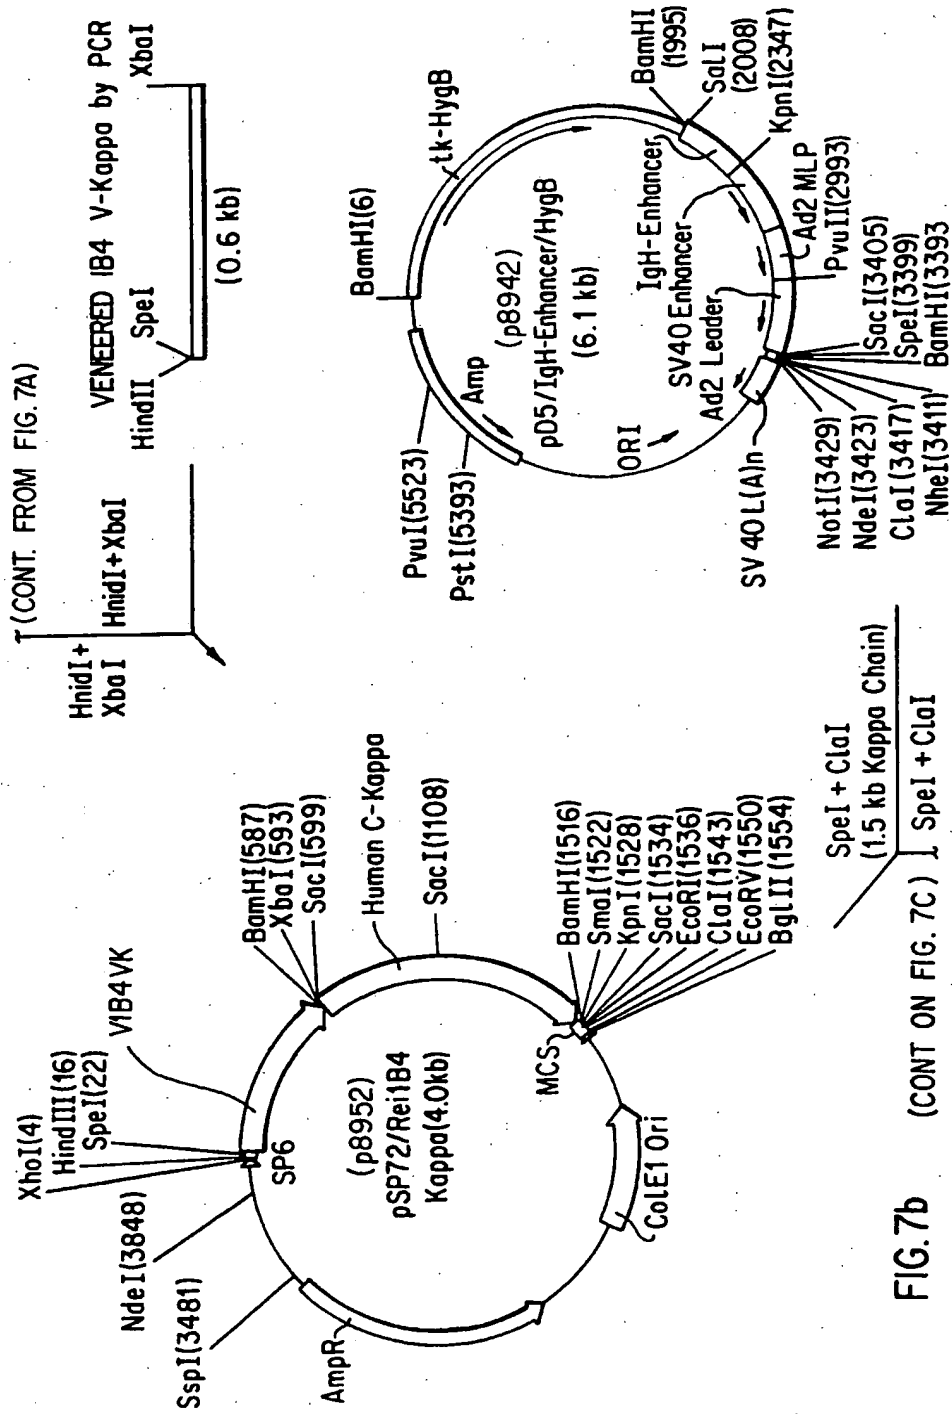 (CONT. FROM FIG. 7A)
HnidI+
XbaI
HnidI+XbaI
HindII
SpeI
VENEERED 1B4 V-Kappa by PCR
XbaI
(0.6 kb)
XhoI(4)
HindIII(16)
SpeI(22)
V1B4VK
NdeI(3848)
SspI(3481)
SP6
BamHI(587)
XbaI(593)
SacI(599)
Human C-Kappa
SacI(1108)
(p8952)
pSP72/Rei1B4
Kappa(4.0kb)
AmpR
MCS
ColE1 Ori
BamHI(1516)
SmaI(1522)
KpnI(1528)
SacI(1534)
EcoRI(1536)
ClaI(1543)
EcoRV(1550)
BglII(1554)
BamHI(6)
tk-HygB
PvuI(5523)
PstI(5393)
Amp
(p8942)
pD5/IgH-Enhancer/HygB
(6.1 kb)
ORI
IgH-Enhancer
SV40 Enhancer
Ad2 Leader
SV 40 L(A)n
BamHI
(1995)
SalI
(2008)
KpnI(2347)
Ad2 MLP
PvuII(2993)
SacI(3405)
SpeI(3399)
BamHI(3393
NotI(3429)
NdeI(3423)
ClaI(3417)
NheI(3411)
SpeI + ClaI
(1.5 kb Kappa Chain)
SpeI + ClaI
(CONT ON FIG. 7C)
FIG. 7b